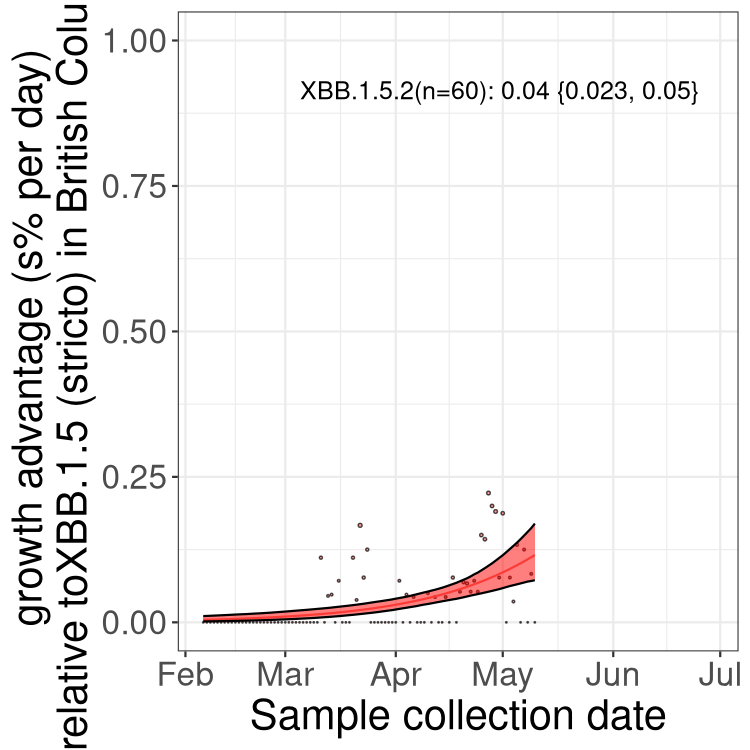 growth advantage (s% per day)
relative toXBB.1.5 (stricto) in British Colu
1.00
0.75
0.50
0.25
0.00
XBB.1.5.2(n=60): 0.04 {0.023, 0.05}
Feb Mar Apr May Jun Jul
Sample collection date